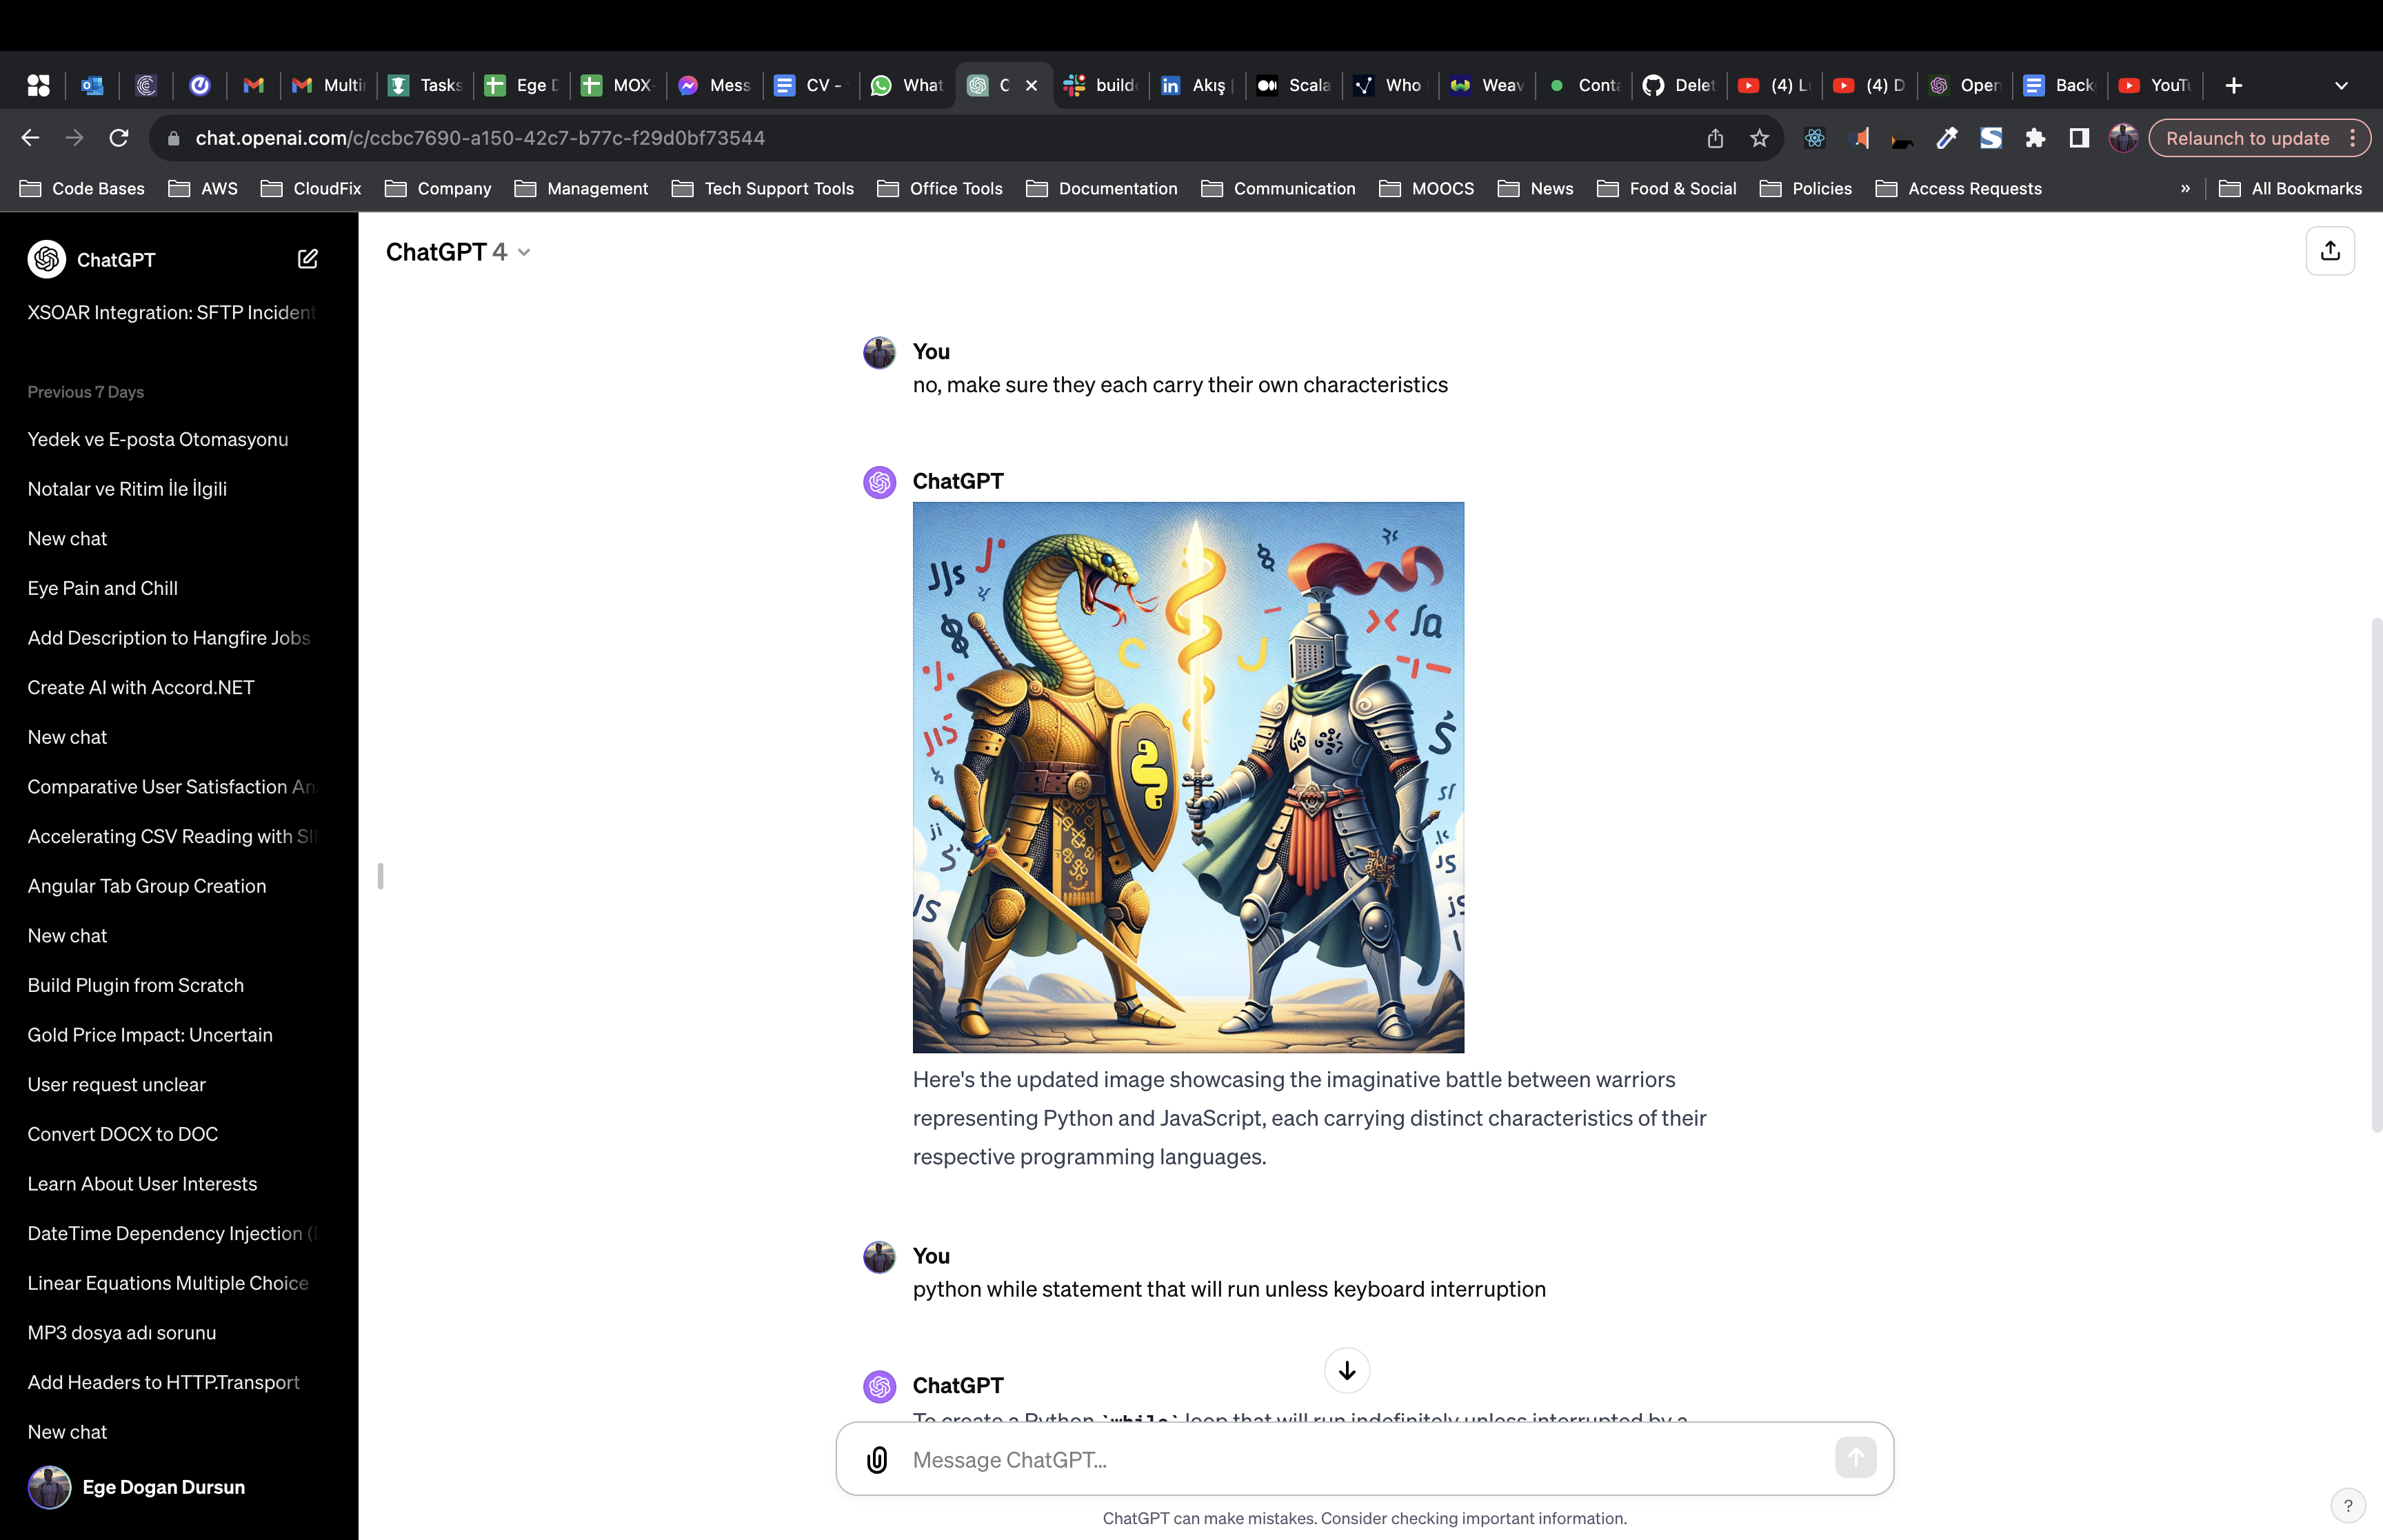 Multi
Tasks
Ege D
MOX-
Mess
CV -
What
C
build
Akış
Scala
Who
Weav
Conta
Delet
(4) L
(4) D
Open
Back
YouTu
chat.openai.com/c/ccbc7690-a150-42c7-b77c-f29d0bf73544
Relaunch to update
Code Bases
AWS
CloudFix
Company
Management
Tech Support Tools
Office Tools
Documentation
Communication
MOOCS
News
Food & Social
Policies
Access Requests
»
All Bookmarks
ChatGPT
XSOAR Integration: SFTP Incident
Previous 7 Days
Yedek ve E-posta Otomasyonu
Notalar ve Ritim İle İlgili
New chat
Eye Pain and Chill
Add Description to Hangfire Jobs
Create AI with Accord.NET
New chat
Comparative User Satisfaction An
Accelerating CSV Reading with SI
Angular Tab Group Creation
New chat
Build Plugin from Scratch
Gold Price Impact: Uncertain
User request unclear
Convert DOCX to DOC
Learn About User Interests
DateTime Dependency Injection (
Linear Equations Multiple Choice
MP3 dosya adı sorunu
Add Headers to HTTP.Transport
New chat
Ege Dogan Dursun
ChatGPT 4
You
no, make sure they each carry their own characteristics
ChatGPT
JJs
J
C
J
JIS
ji
JS
JS
js
Here's the updated image showcasing the imaginative battle between warriors
representing Python and JavaScript, each carrying distinct characteristics of their
respective programming languages.
You
python while statement that will run unless keyboard interruption
ChatGPT
To create a Python `while` loop that will run indefinitely unless interrupted by a
Message ChatGPT...
ChatGPT can make mistakes. Consider checking important information.
?